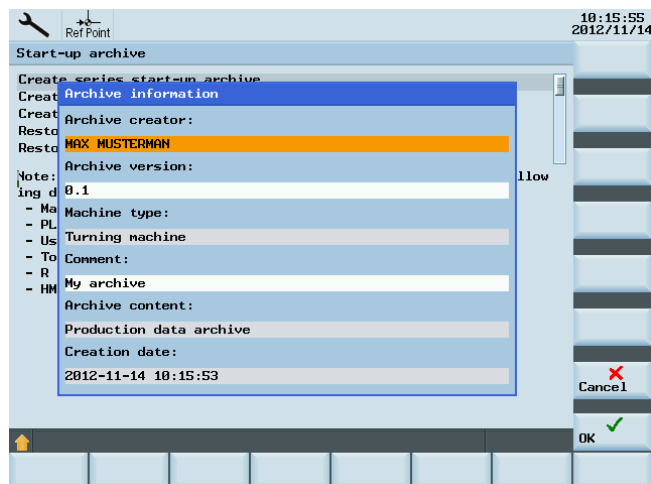 Ref Point
10:15:55
2012/11/14
Start-up archive
Create series start-up archive
Creat
Creat
Resto
Resto
Note:
llow
ing d
- Ma
- PL
- Us
- To
- R
- HM
Archive information
Archive creator:
MAX MUSTERMAN
Archive version:
0.1
Machine type:
Turning machine
Comment:
My archive
Archive content:
Production data archive
Creation date:
2012-11-14 10:15:53
Cancel
OK